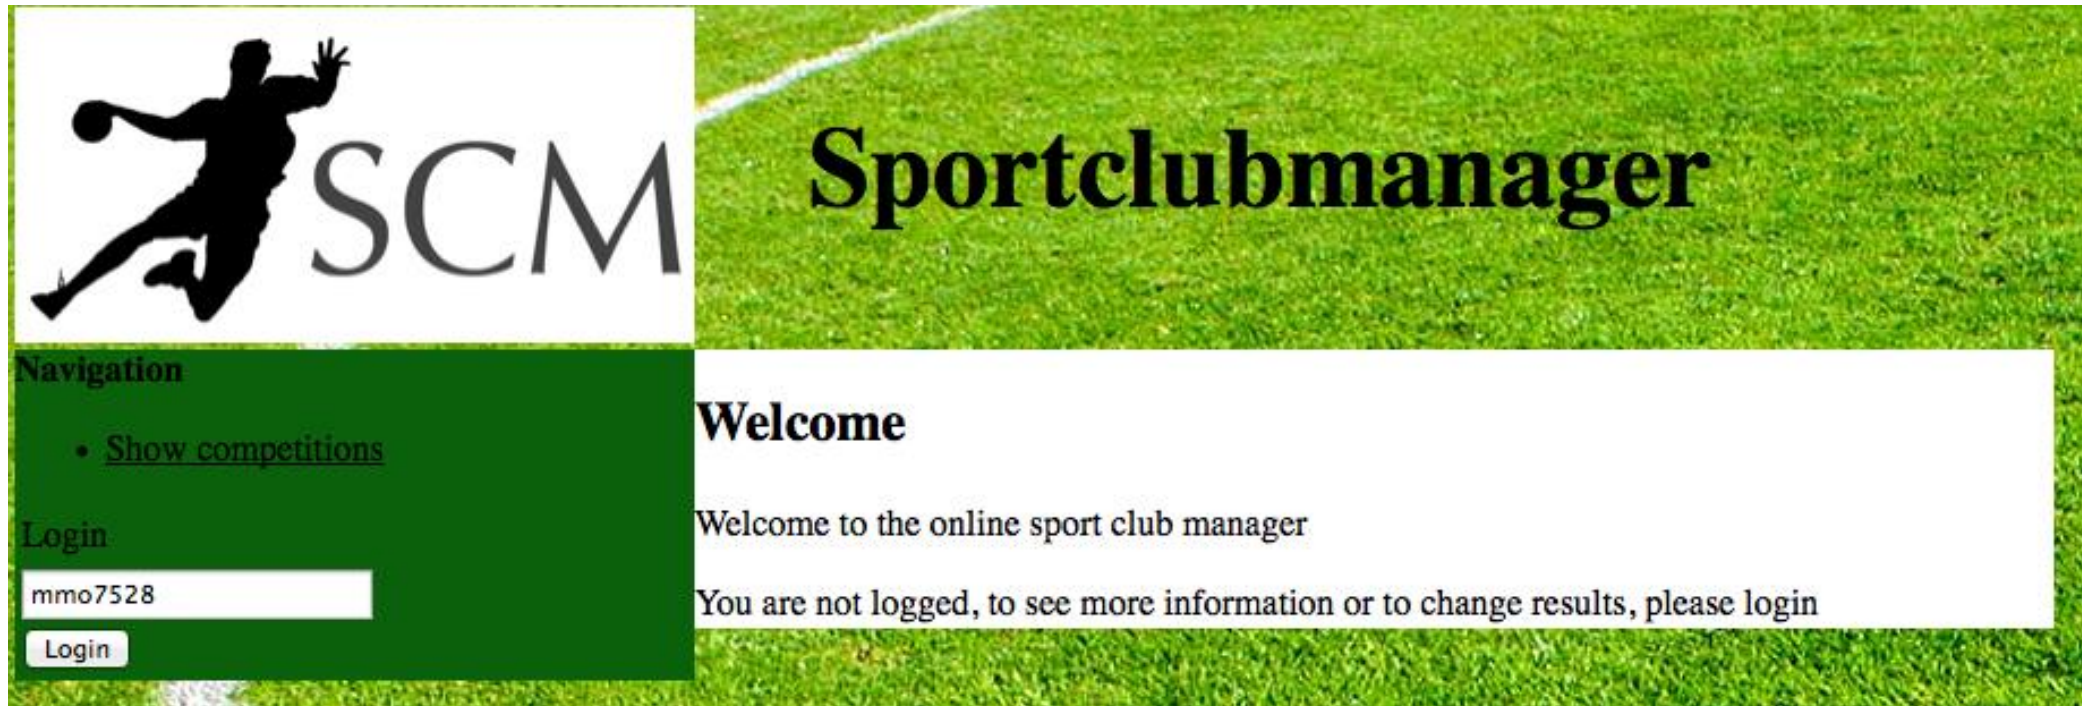 SCM
Sportclubmanager
Navigation
Show competitions
Login
mmo7528
Login
Welcome
Welcome to the online sport club manager
You are not logged, to see more information or to change results, please login